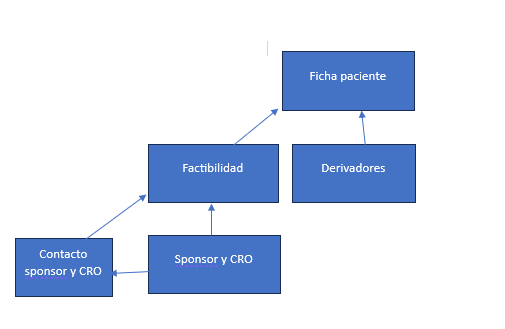 Ficha paciente
Factibilidad
Derivadores
Contacto
sponsor y CRO
Sponsor y CRO